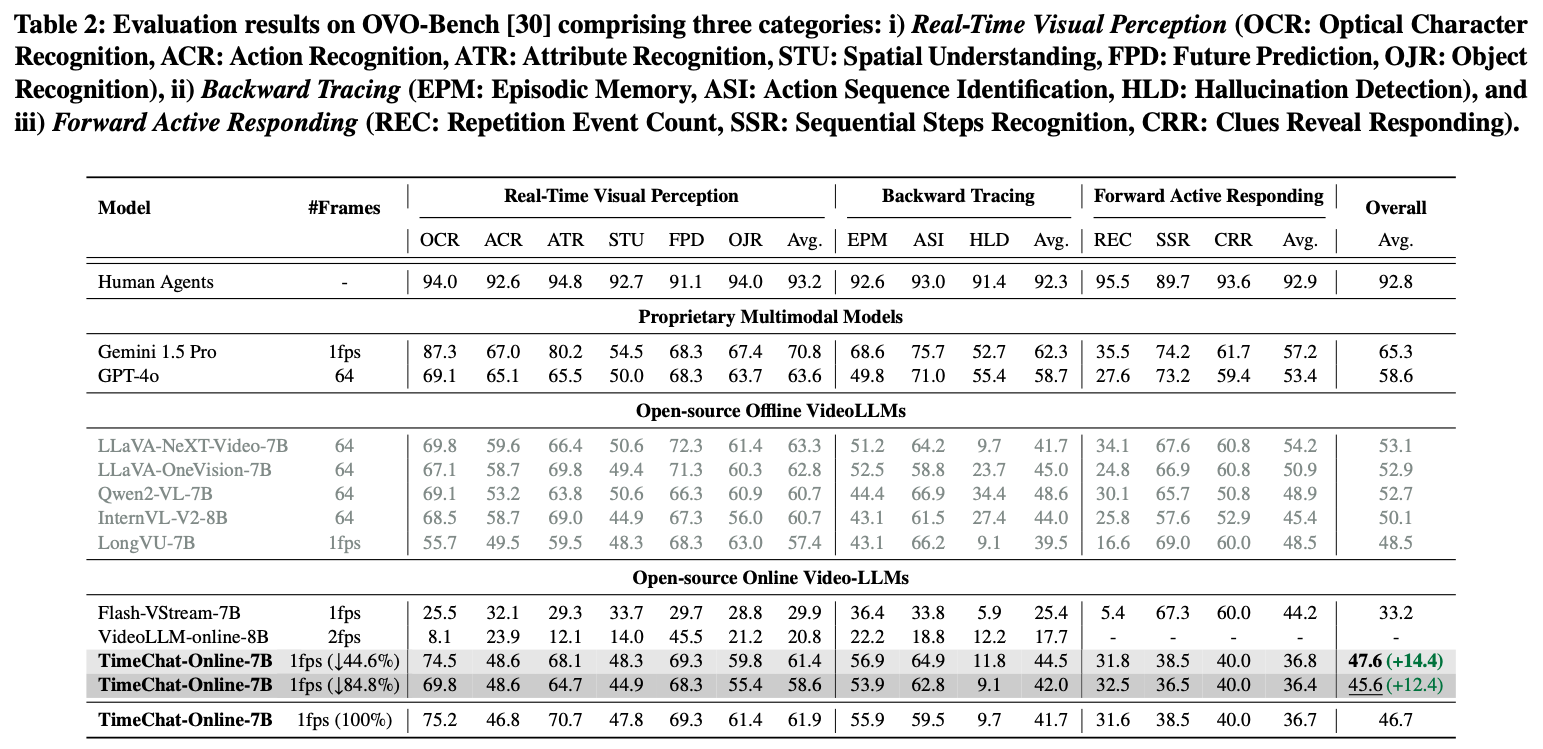 Table 2: Evaluation results on OVO-Bench [30] comprising three categories: i) Real-Time Visual Perception (OCR: Optical Character
Recognition, ACR: Action Recognition, ATR: Attribute Recognition, STU: Spatial Understanding, FPD: Future Prediction, OJR: Object
Recognition), ii) Backward Tracing (EPM: Episodic Memory, ASI: Action Sequence Identification, HLD: Hallucination Detection), and
iii) Forward Active Responding (REC: Repetition Event Count, SSR: Sequential Steps Recognition, CRR: Clues Reveal Responding).
Model #Frames Real-Time Visual Perception Backward Tracing Forward Active Responding Overall
OCR ACR ATR STU FPD OJR Avg. EPM ASI HLD Avg. REC SSR CRR Avg. Avg.
Human Agents - 94.0 92.6 94.8 92.7 91.1 94.0 93.2 92.6 93.0 91.4 92.3 95.5 89.7 93.6 92.9 92.8
Proprietary Multimodal Models
Gemini 1.5 Pro 1fps 87.3 67.0 80.2 54.5 68.3 67.4 70.8 68.6 75.7 52.7 62.3 35.5 74.2 61.7 57.2 65.3
GPT-4o 64 69.1 65.1 65.5 50.0 68.3 63.7 63.6 49.8 71.0 55.4 58.7 27.6 73.2 59.4 53.4 58.6
Open-source Offline VideoLLMs
LLaVA-NeXT-Video-7B 64 69.8 59.6 66.4 50.6 72.3 61.4 63.3 51.2 64.2 9.7 41.7 34.1 67.6 60.8 54.2 53.1
LLaVA-OneVision-7B 64 67.1 58.7 69.8 49.4 71.3 60.3 62.8 52.5 58.8 23.7 45.0 24.8 66.9 60.8 50.9 52.9
Qwen2-VL-7B 64 69.1 53.2 63.8 50.6 66.3 60.9 60.7 44.4 66.9 34.4 48.6 30.1 65.7 50.8 48.9 52.7
InternVL-V2-8B 64 68.5 58.7 69.0 44.9 67.3 56.0 60.7 43.1 61.5 27.4 44.0 25.8 57.6 52.9 45.4 50.1
LongVU-7B 1fps 55.7 49.5 59.5 48.3 68.3 63.0 57.4 43.1 66.2 9.1 39.5 16.6 69.0 60.0 48.5 48.5
Open-source Online Video-LLMs
Flash-VStream-7B 1fps 25.5 32.1 29.3 33.7 29.7 28.8 29.9 36.4 33.8 5.9 25.4 5.4 67.3 60.0 44.2 33.2
VideoLLM-online-8B 2fps 8.1 23.9 12.1 14.0 45.5 21.2 20.8 22.2 18.8 12.2 17.7 - - - - -
TimeChat-Online-7B 1fps (↓44.6%) 74.5 48.6 68.1 48.3 69.3 59.8 61.4 56.9 64.9 11.8 44.5 31.8 38.5 40.0 36.8 47.6 (+14.4)
TimeChat-Online-7B 1fps (↓84.8%) 69.8 48.6 64.7 44.9 68.3 55.4 58.6 53.9 62.8 9.1 42.0 32.5 36.5 40.0 36.4 45.6 (+12.4)
TimeChat-Online-7B 1fps (100%) 75.2 46.8 70.7 47.8 69.3 61.4 61.9 55.9 59.5 9.7 41.7 31.6 38.5 40.0 36.7 46.7